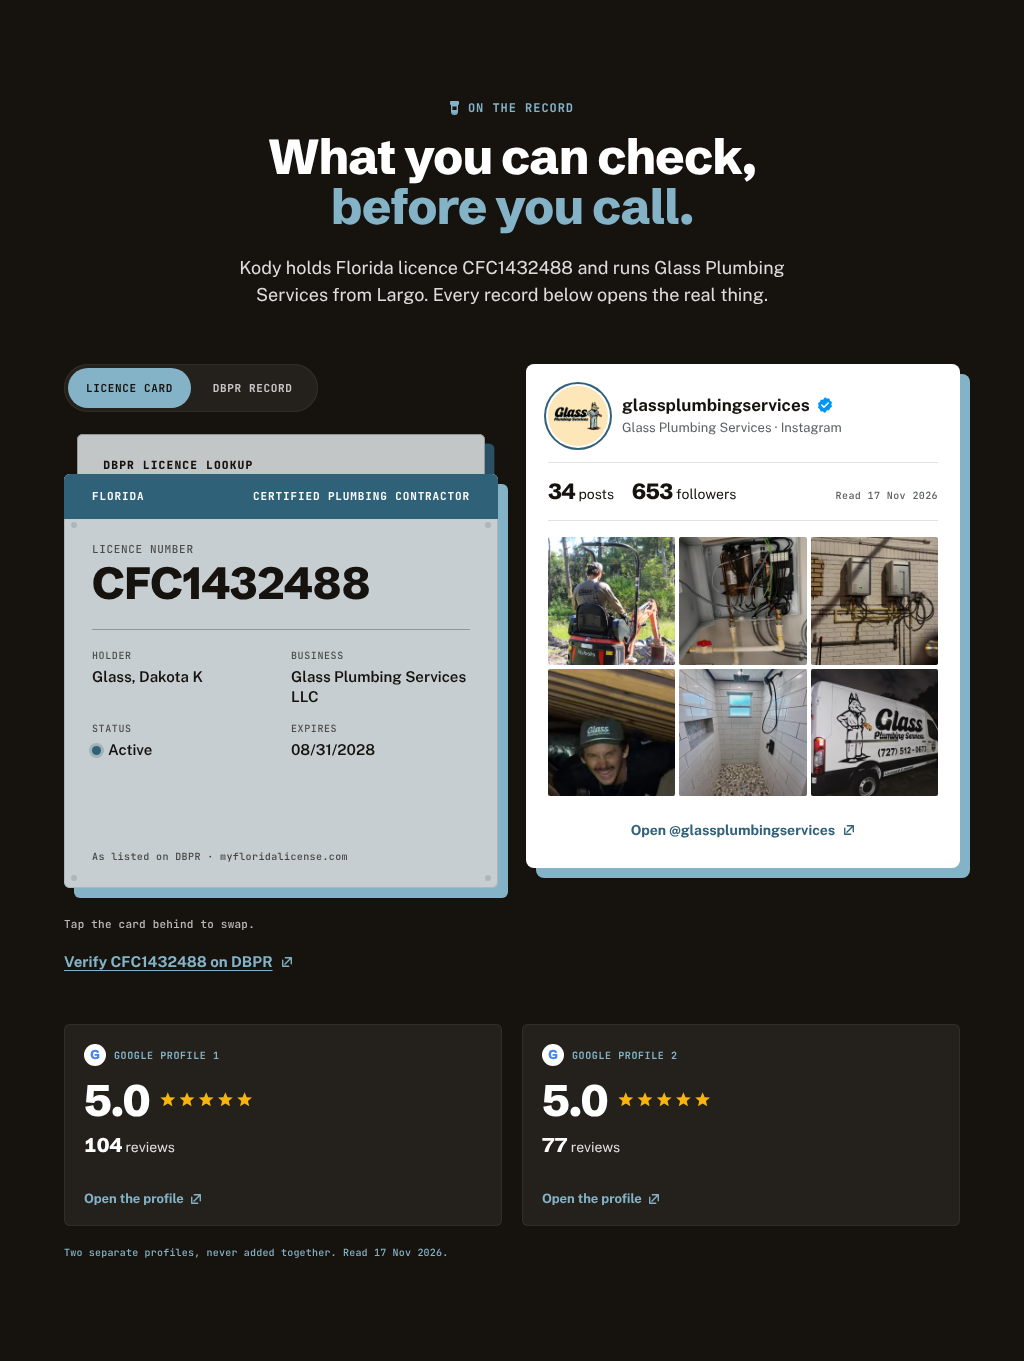 ON THE RECORD
What you can check,
before you call.
Kody holds Florida licence CFC1432488 and runs Glass Plumbing
Services from Largo. Every record below opens the real thing.
LICENCE CARD
DBPR RECORD
DBPR LICENCE LOOKUP
FLORIDA
CERTIFIED PLUMBING CONTRACTOR
LICENCE NUMBER
CFC1432488
HOLDER
Glass, Dakota K
BUSINESS
Glass Plumbing Services
LLC
STATUS
Active
EXPIRES
08/31/2028
As listed on DBPR · myfloridalicense.com
Tap the card behind to swap.
Verify CFC1432488 on DBPR
Glass
Plumbing Services
glassplumbingservices
Glass Plumbing Services · Instagram
34 posts
653 followers
Read 17 Nov 2026
Kubota
Glass
Glass
Plumbing Services
(727) 512-0673
Open @glassplumbingservices
G
GOOGLE PROFILE 1
5.0
104 reviews
Open the profile
G
GOOGLE PROFILE 2
5.0
77 reviews
Open the profile
Two separate profiles, never added together. Read 17 Nov 2026.